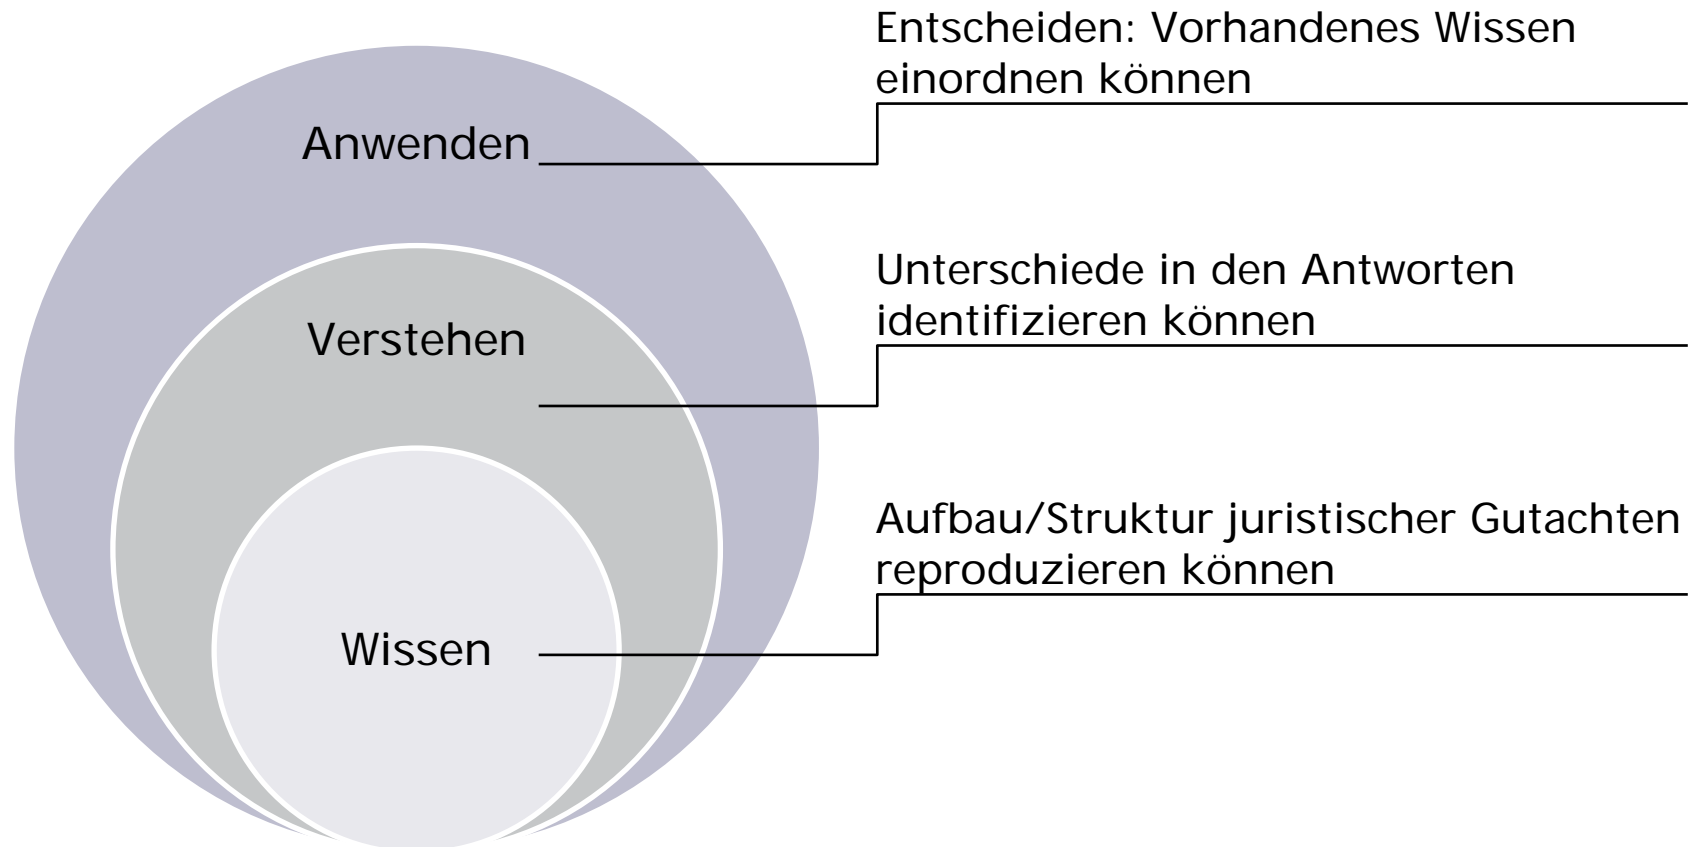 Entscheiden: Vorhandenes Wissen
einordnen können
Anwenden
Unterschiede in den Antworten
identifizieren können
Verstehen
Aufbau/Struktur juristischer Gutachten
reproduzieren können
Wissen